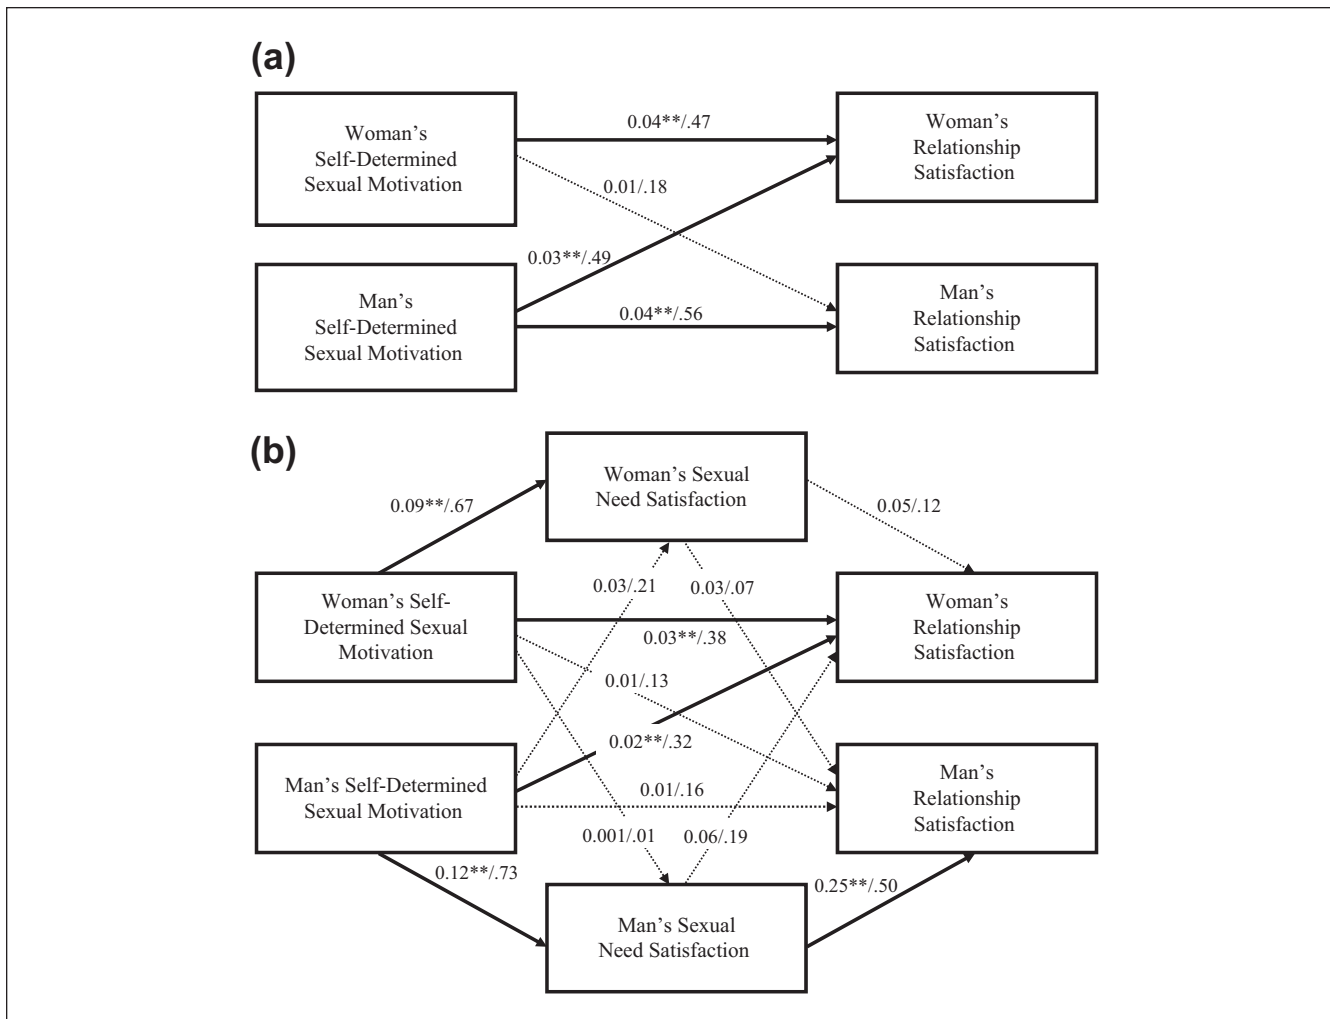 (a)
Woman's
Self-Determined
Sexual Motivation
0.04**/.47
Woman's
Relationship
Satisfaction
0.01/.18
0.03**/.49
Man's
Self-Determined
Sexual Motivation
0.04**/.56
Man's
Relationship
Satisfaction
(b)
Woman's Sexual
Need Satisfaction
0.09**/.67
0.05/.12
0.03/.21
0.03/.07
Woman's Self-
Determined Sexual
Motivation
0.03**/.38
Woman's
Relationship
Satisfaction
0.01/.13
0.02**/.32
Man's Self-Determined
Sexual Motivation
0.01/.16
Man's
Relationship
Satisfaction
0.001/.01
0.06/.19
0.12**/.73
0.25**/.50
Man's Sexual
Need Satisfaction